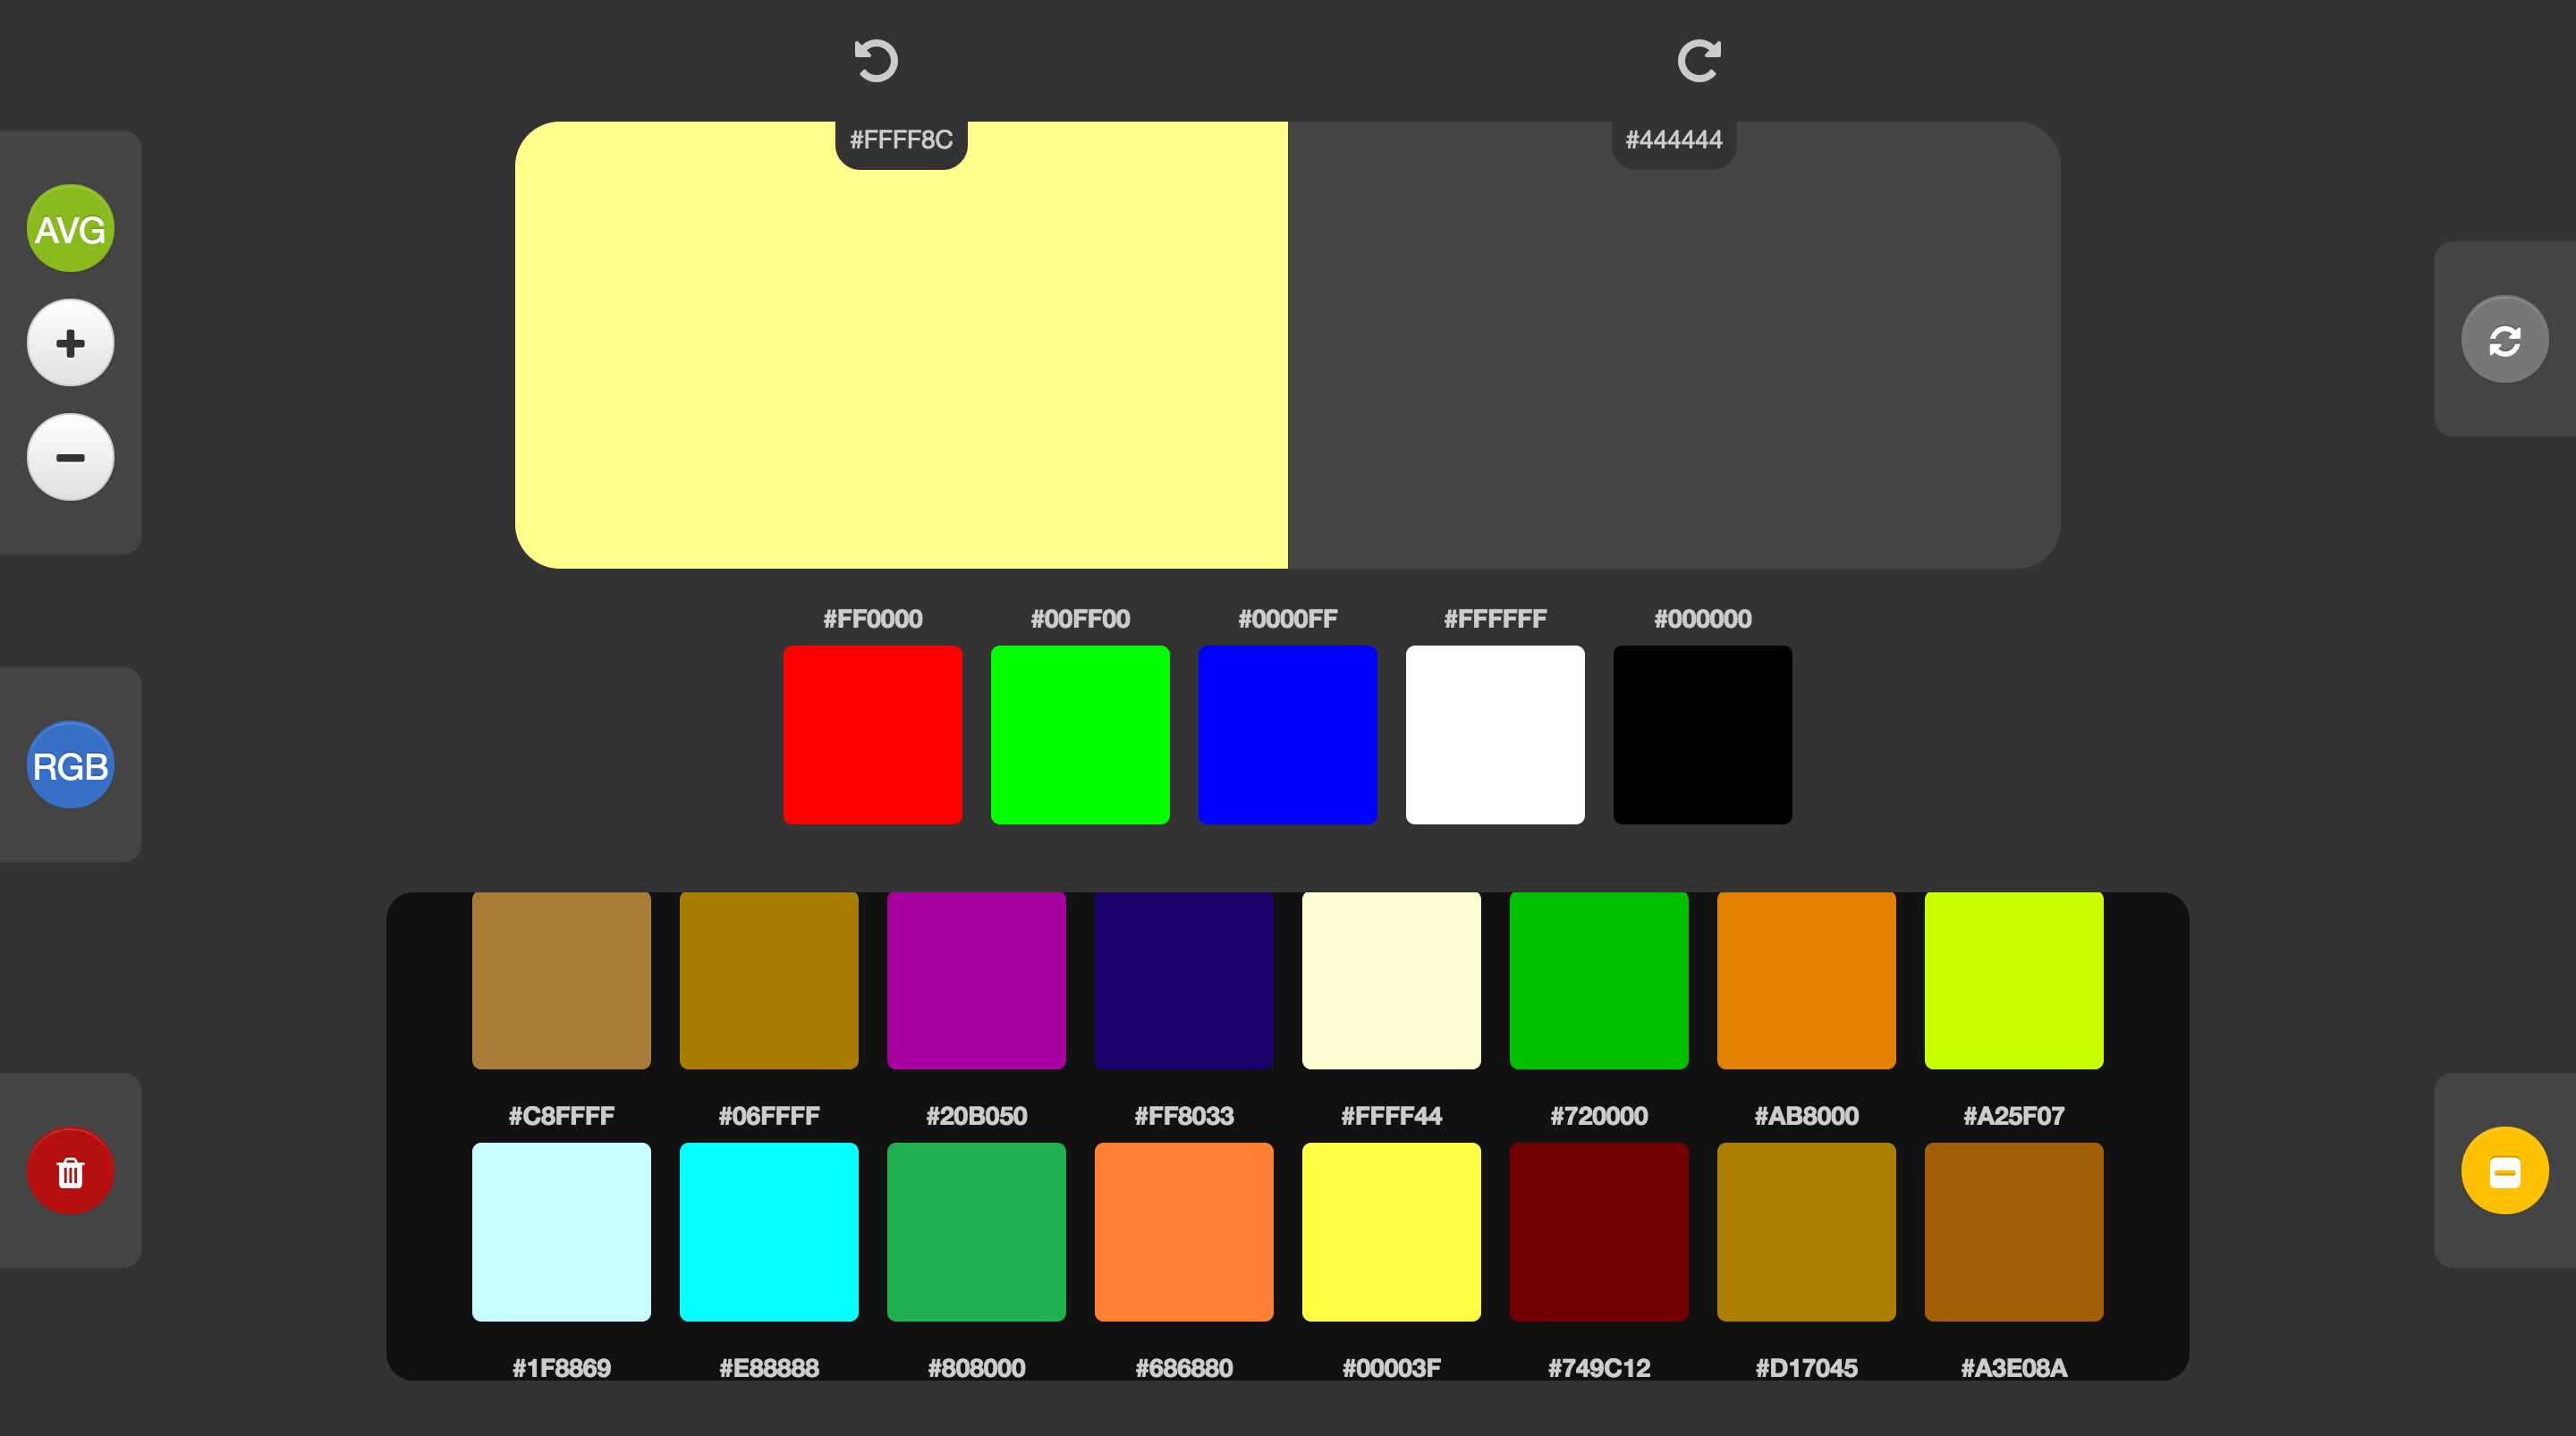 #FFFF8C
#444444
AVG
#FF0000 #00FF00 #0000FF #FFFFFF #000000
RGB
#C8FFFF #06FFFF #20B050 #FF8033 #FFFF44 #720000 #AB8000 #A25F07
#1F8869 #E88888 #808000 #686880 #00003F #749C12 #D17045 #A3E08A